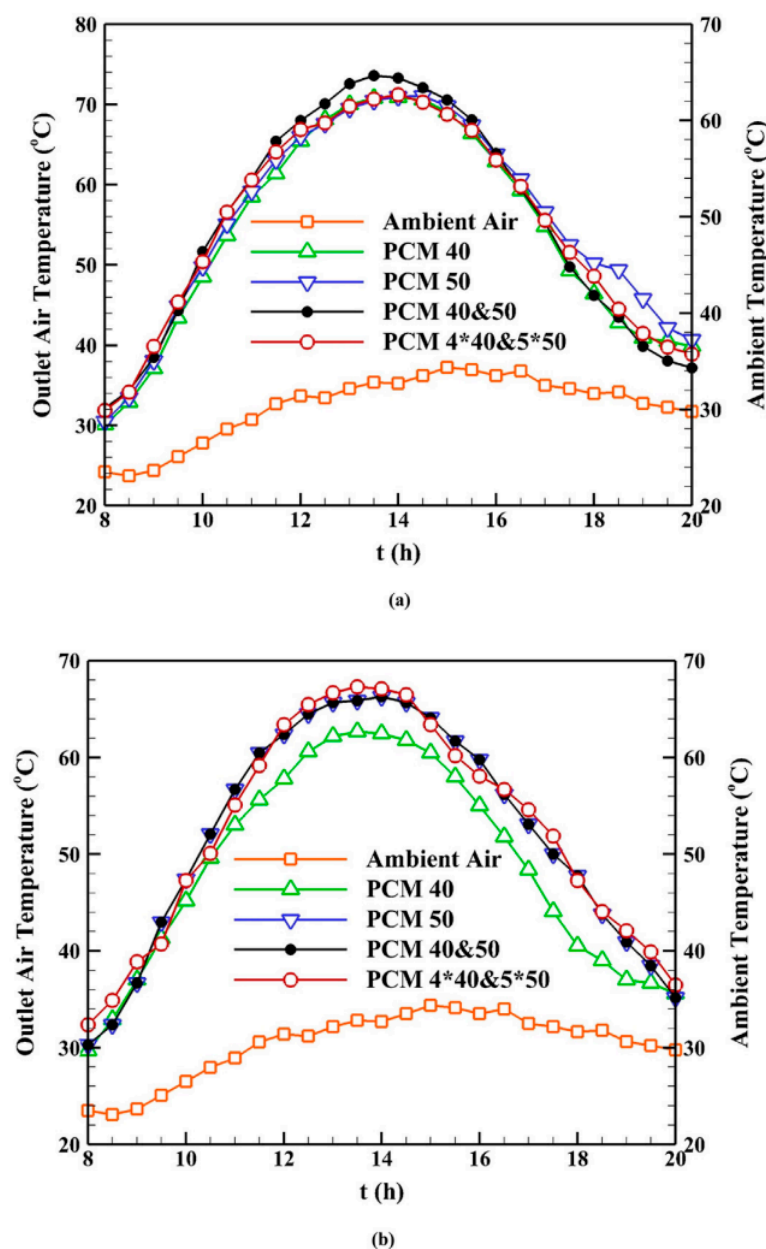 80
70
60
50
40
30
20
Outlet Air Temperature (°C)
70
60
50
40
30
20
Ambient Temperature (°C)
Ambient Air
PCM 40
PCM 50
PCM 40&50
PCM 4*40&5*50
8 10 12 14 16 18 20
t (h)
(a)
70
60
50
40
30
20
Outlet Air Temperature (°C)
70
60
50
40
30
20
Ambient Temperature (°C)
Ambient Air
PCM 40
PCM 50
PCM 40&50
PCM 4*40&5*50
8 10 12 14 16 18 20
t (h)
(b)